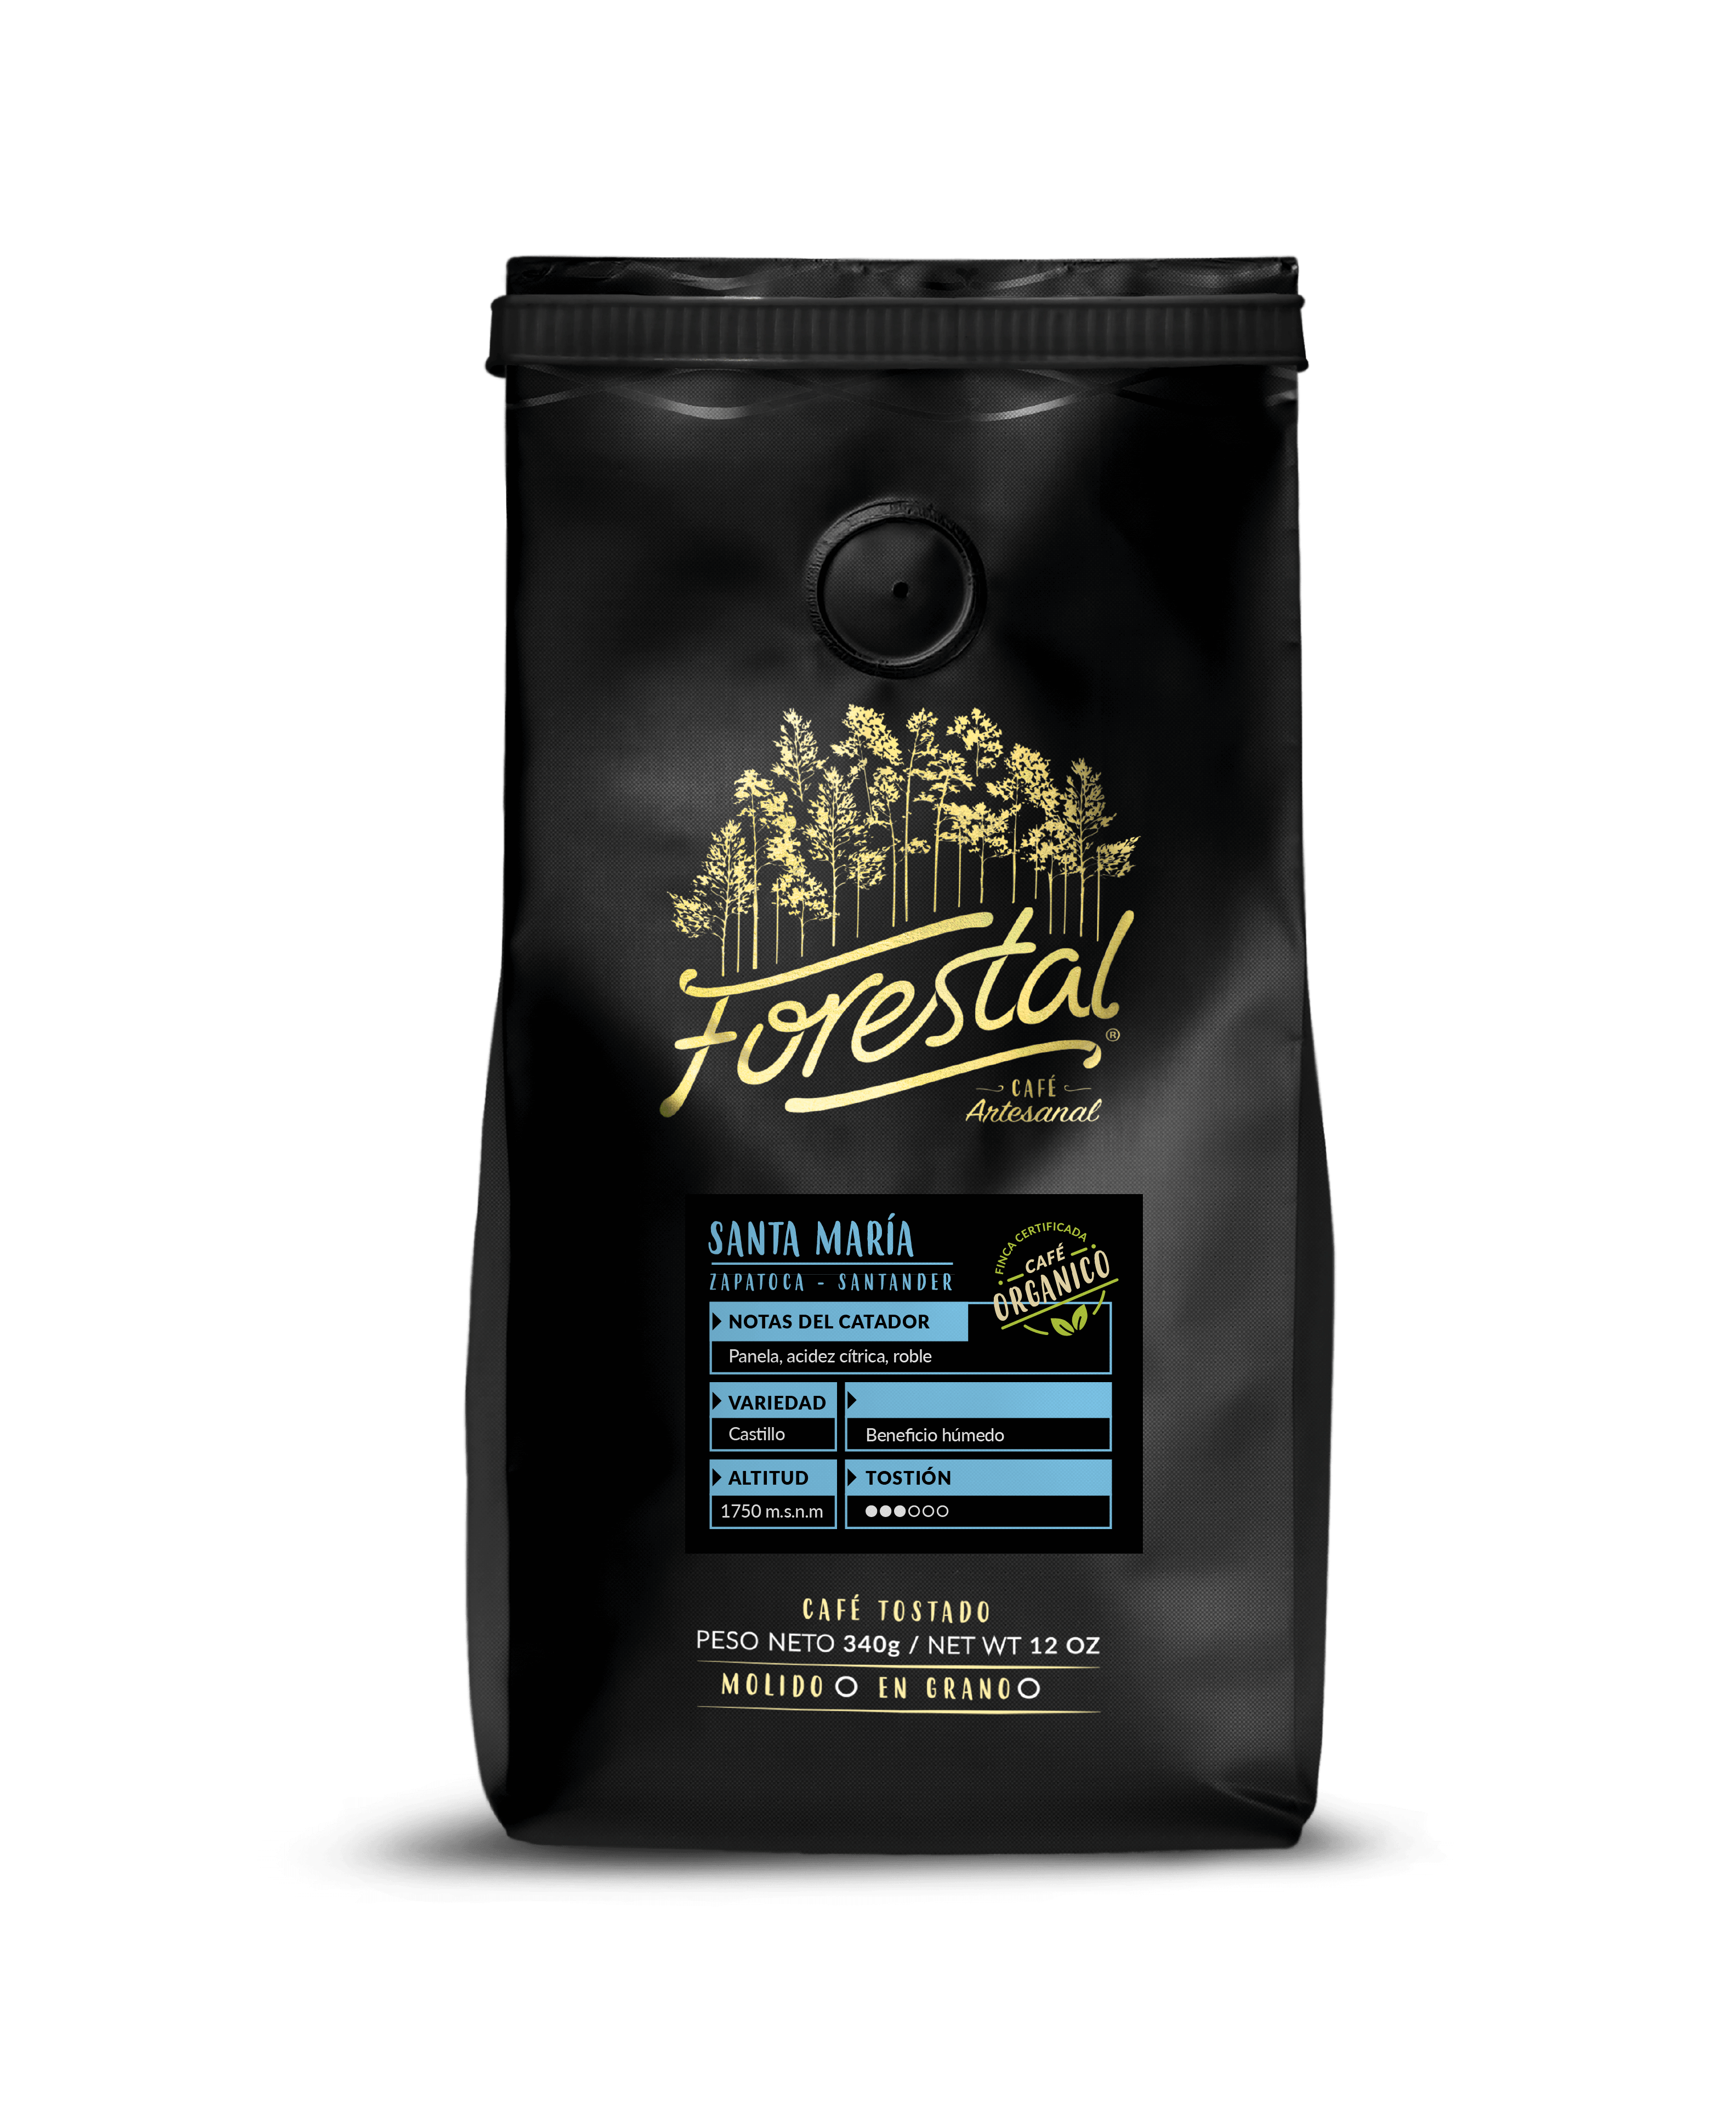 Forestal
®
CAFÉ
Artesanal
SANTA MARÍA
ZAPATOCA - SANTANDER
FINCA CERTIFICADA
CAFÉ
ORGANICO
NOTAS DEL CATADOR
Panela, acidez cítrica, roble
VARIEDAD
Castillo
Beneficio húmedo
ALTITUD
1750 m.s.n.m
TOSTIÓN
CAFÉ TOSTADO
PESO NETO 340g / NET WT 12 OZ
MOLIDO EN GRANO